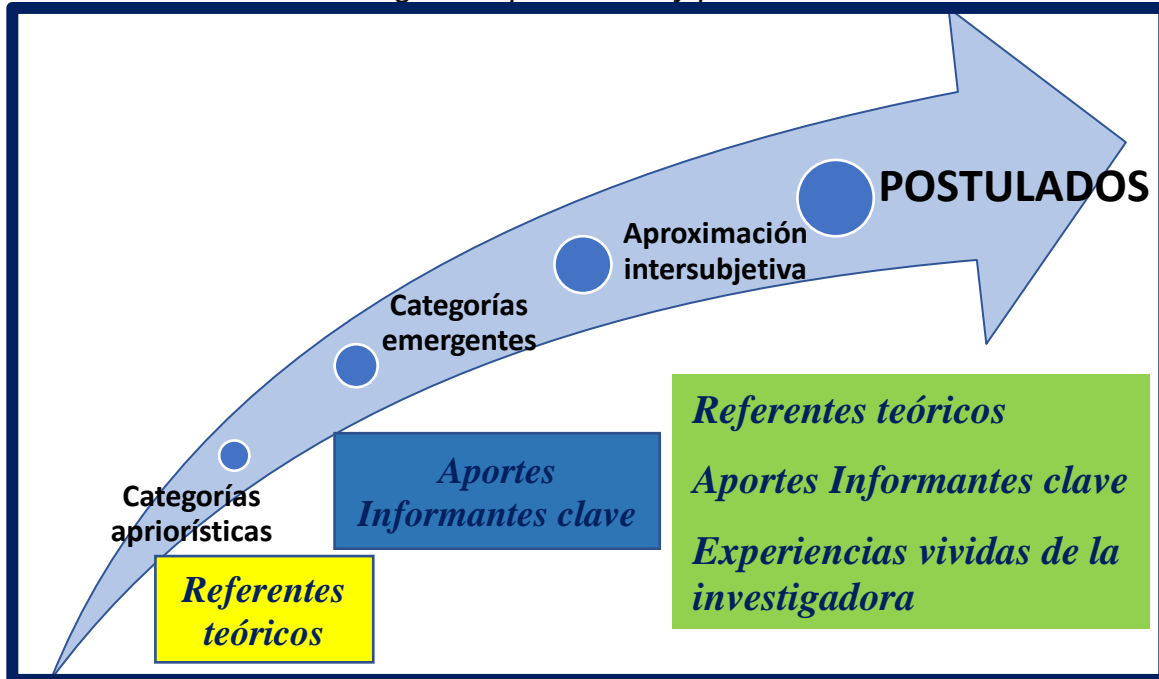 POSTULADOS
Aproximación
intersubjetiva
Categorías
emergentes
Categorías
apriorísticas
Referentes
teóricos
Aportes
Informantes clave
Referentes teóricos
Aportes Informantes clave
Experiencias vividas de la
investigadora